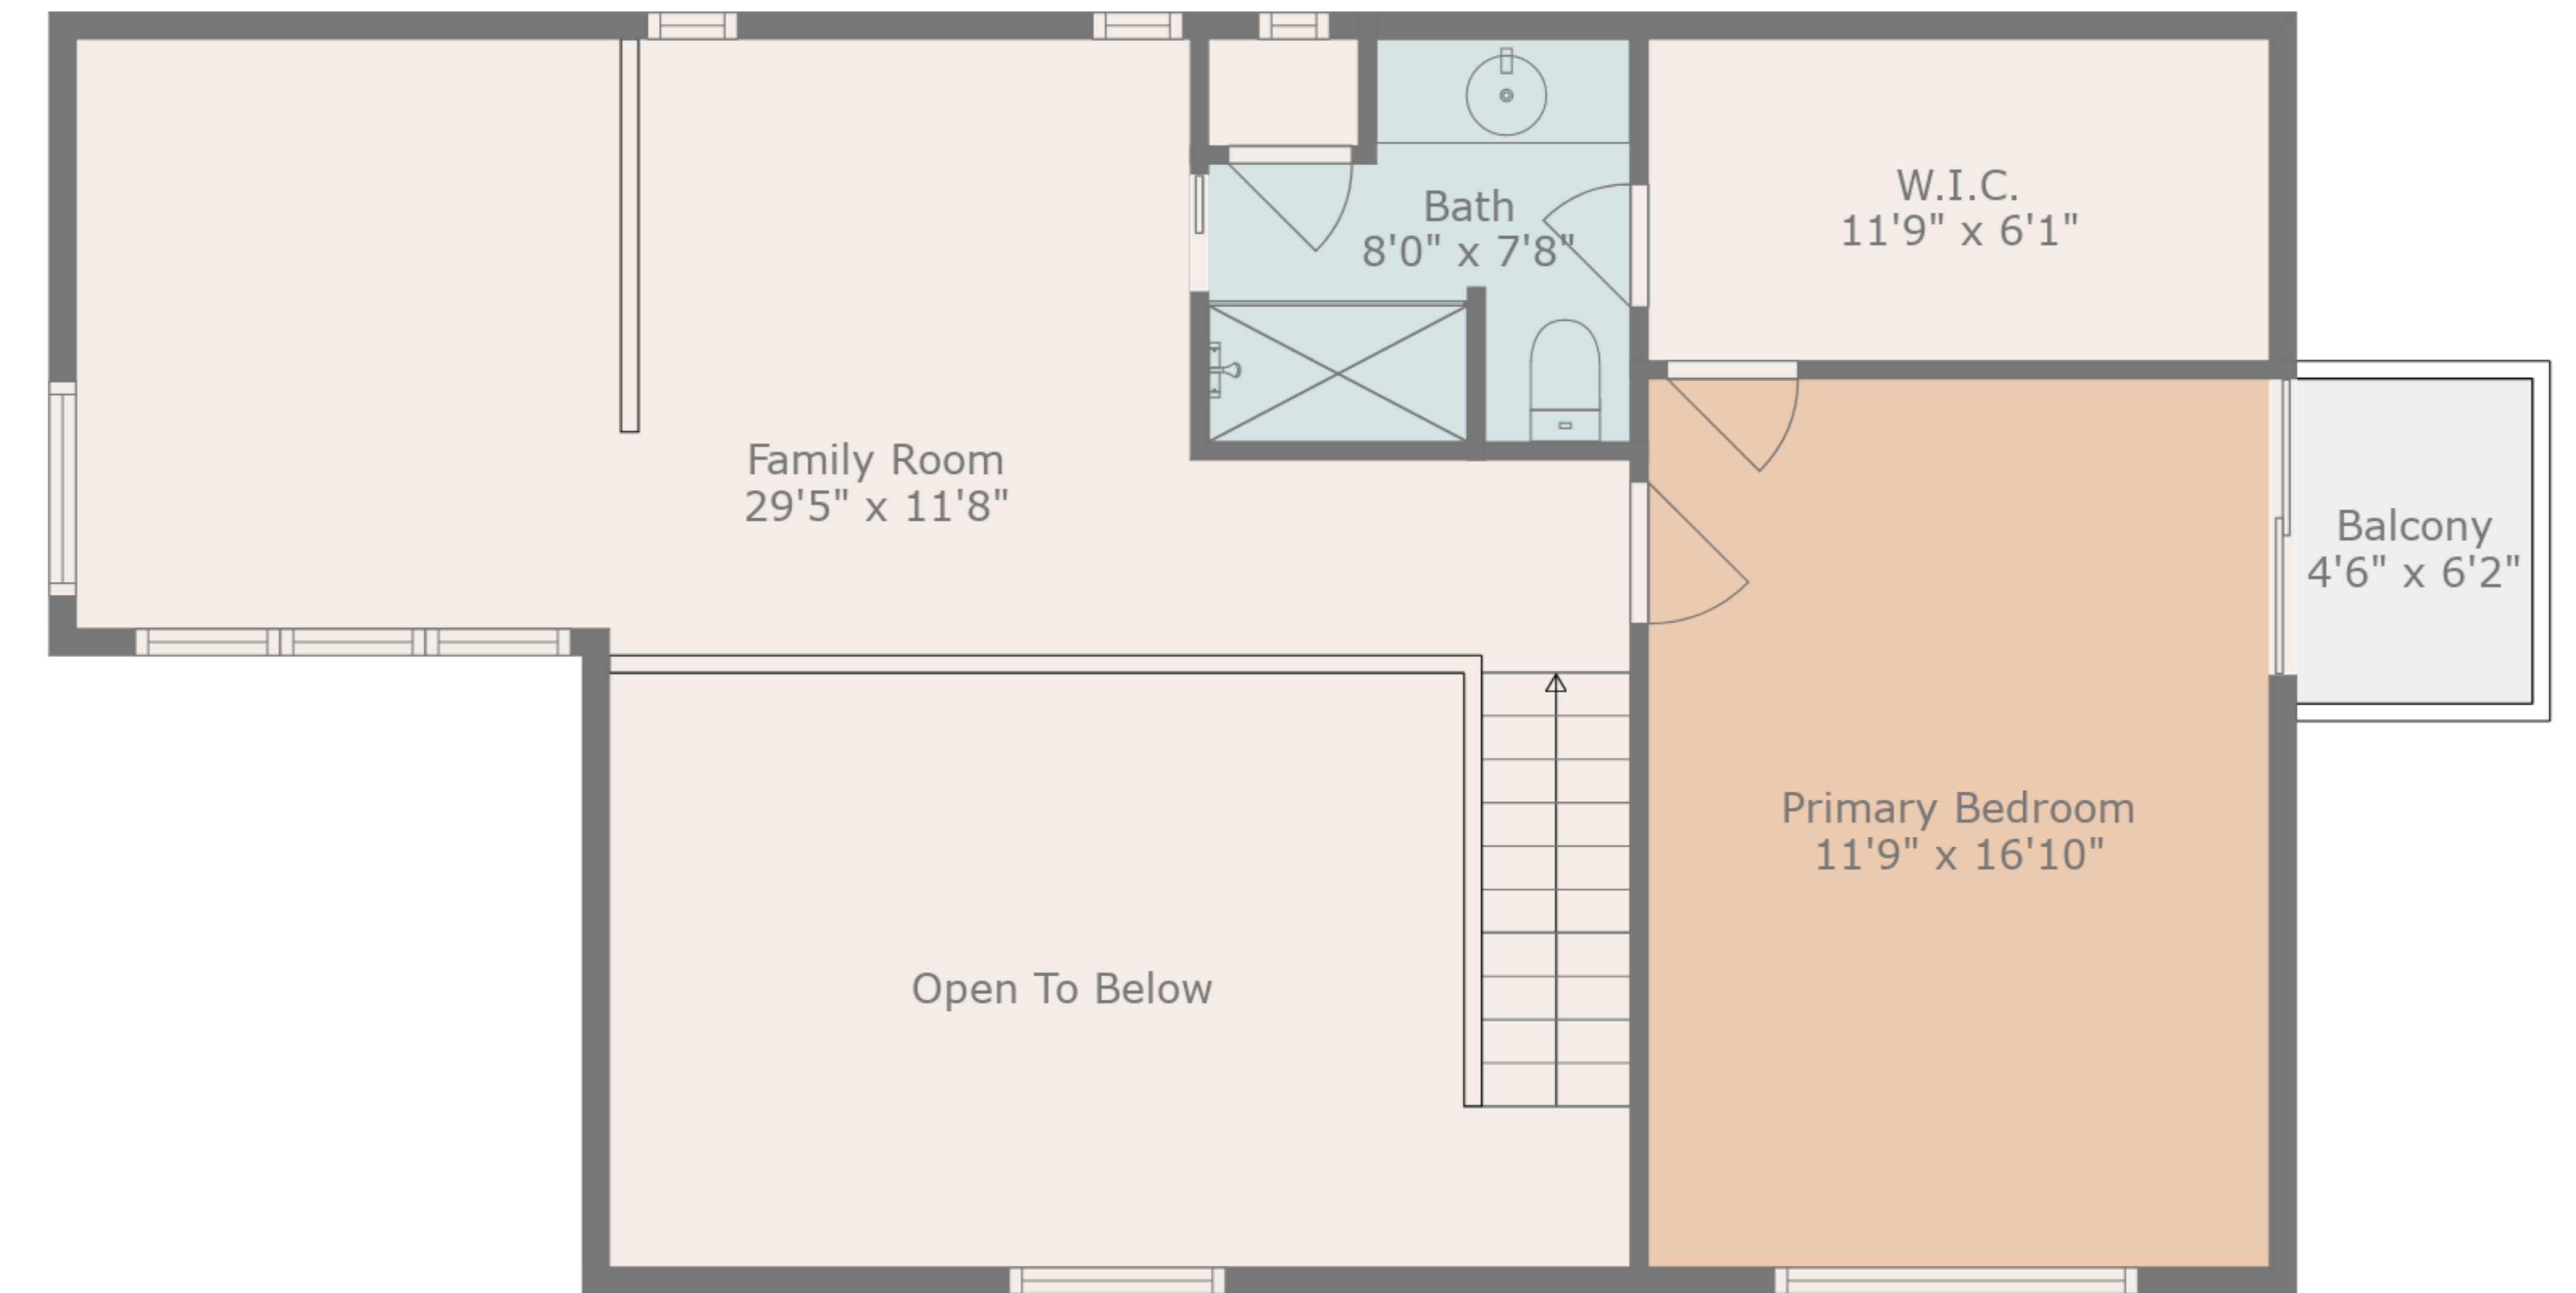 Bath
8'0" x 7'8"
W.I.C.
11'9" x 6'1"
Family Room
29'5" x 11'8"
Balcony
4'6" x 6'2"
Primary Bedroom
11'9" x 16'10"
Open To Below